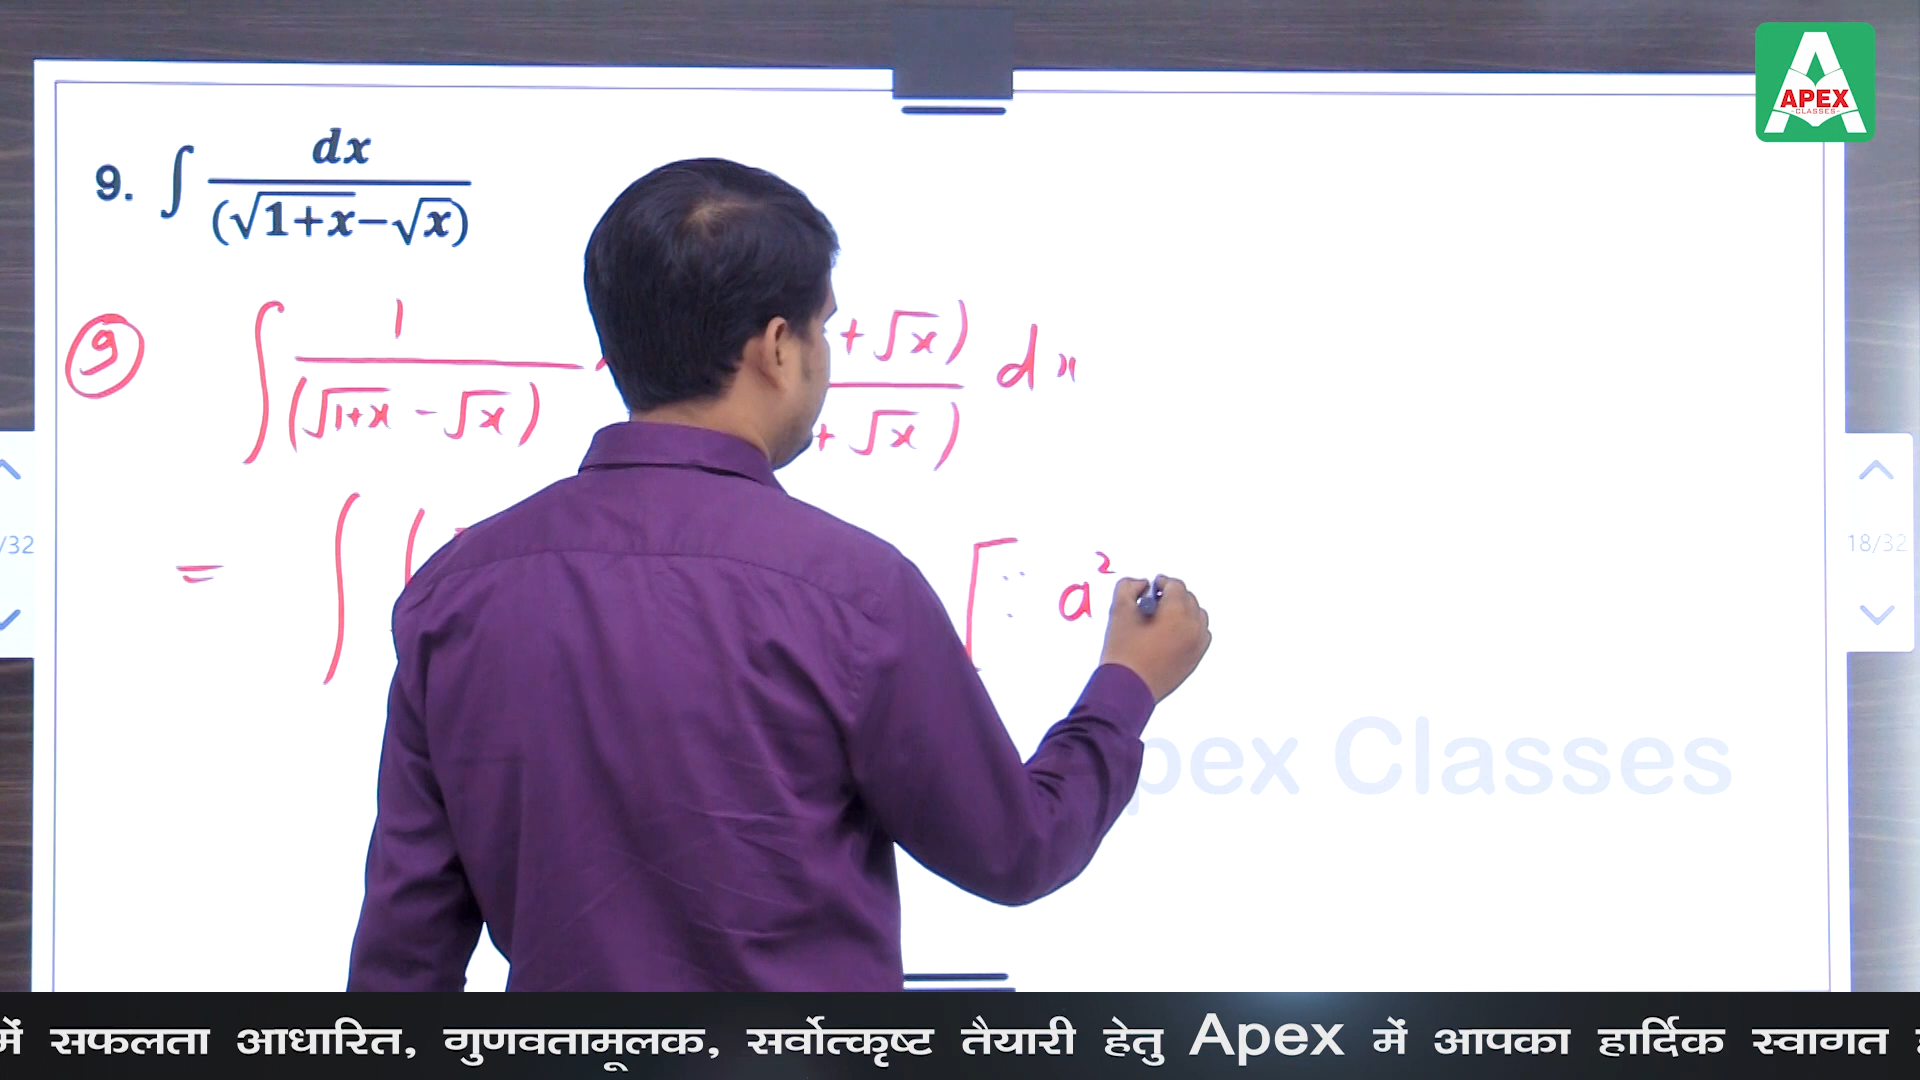 APEX
CLASSES
9. ∫ dx / (√1+x−√x)
9 ∫ 1 / (√1+x − √x) + √x) / + √x) dx
= ∫ ( [∵ a²
/32
18/32
pex Classes
में सफलता आधारित, गुणवतामूलक, सर्वोत्कृष्ट तैयारी हेतु Apex में आपका हार्दिक स्वागत